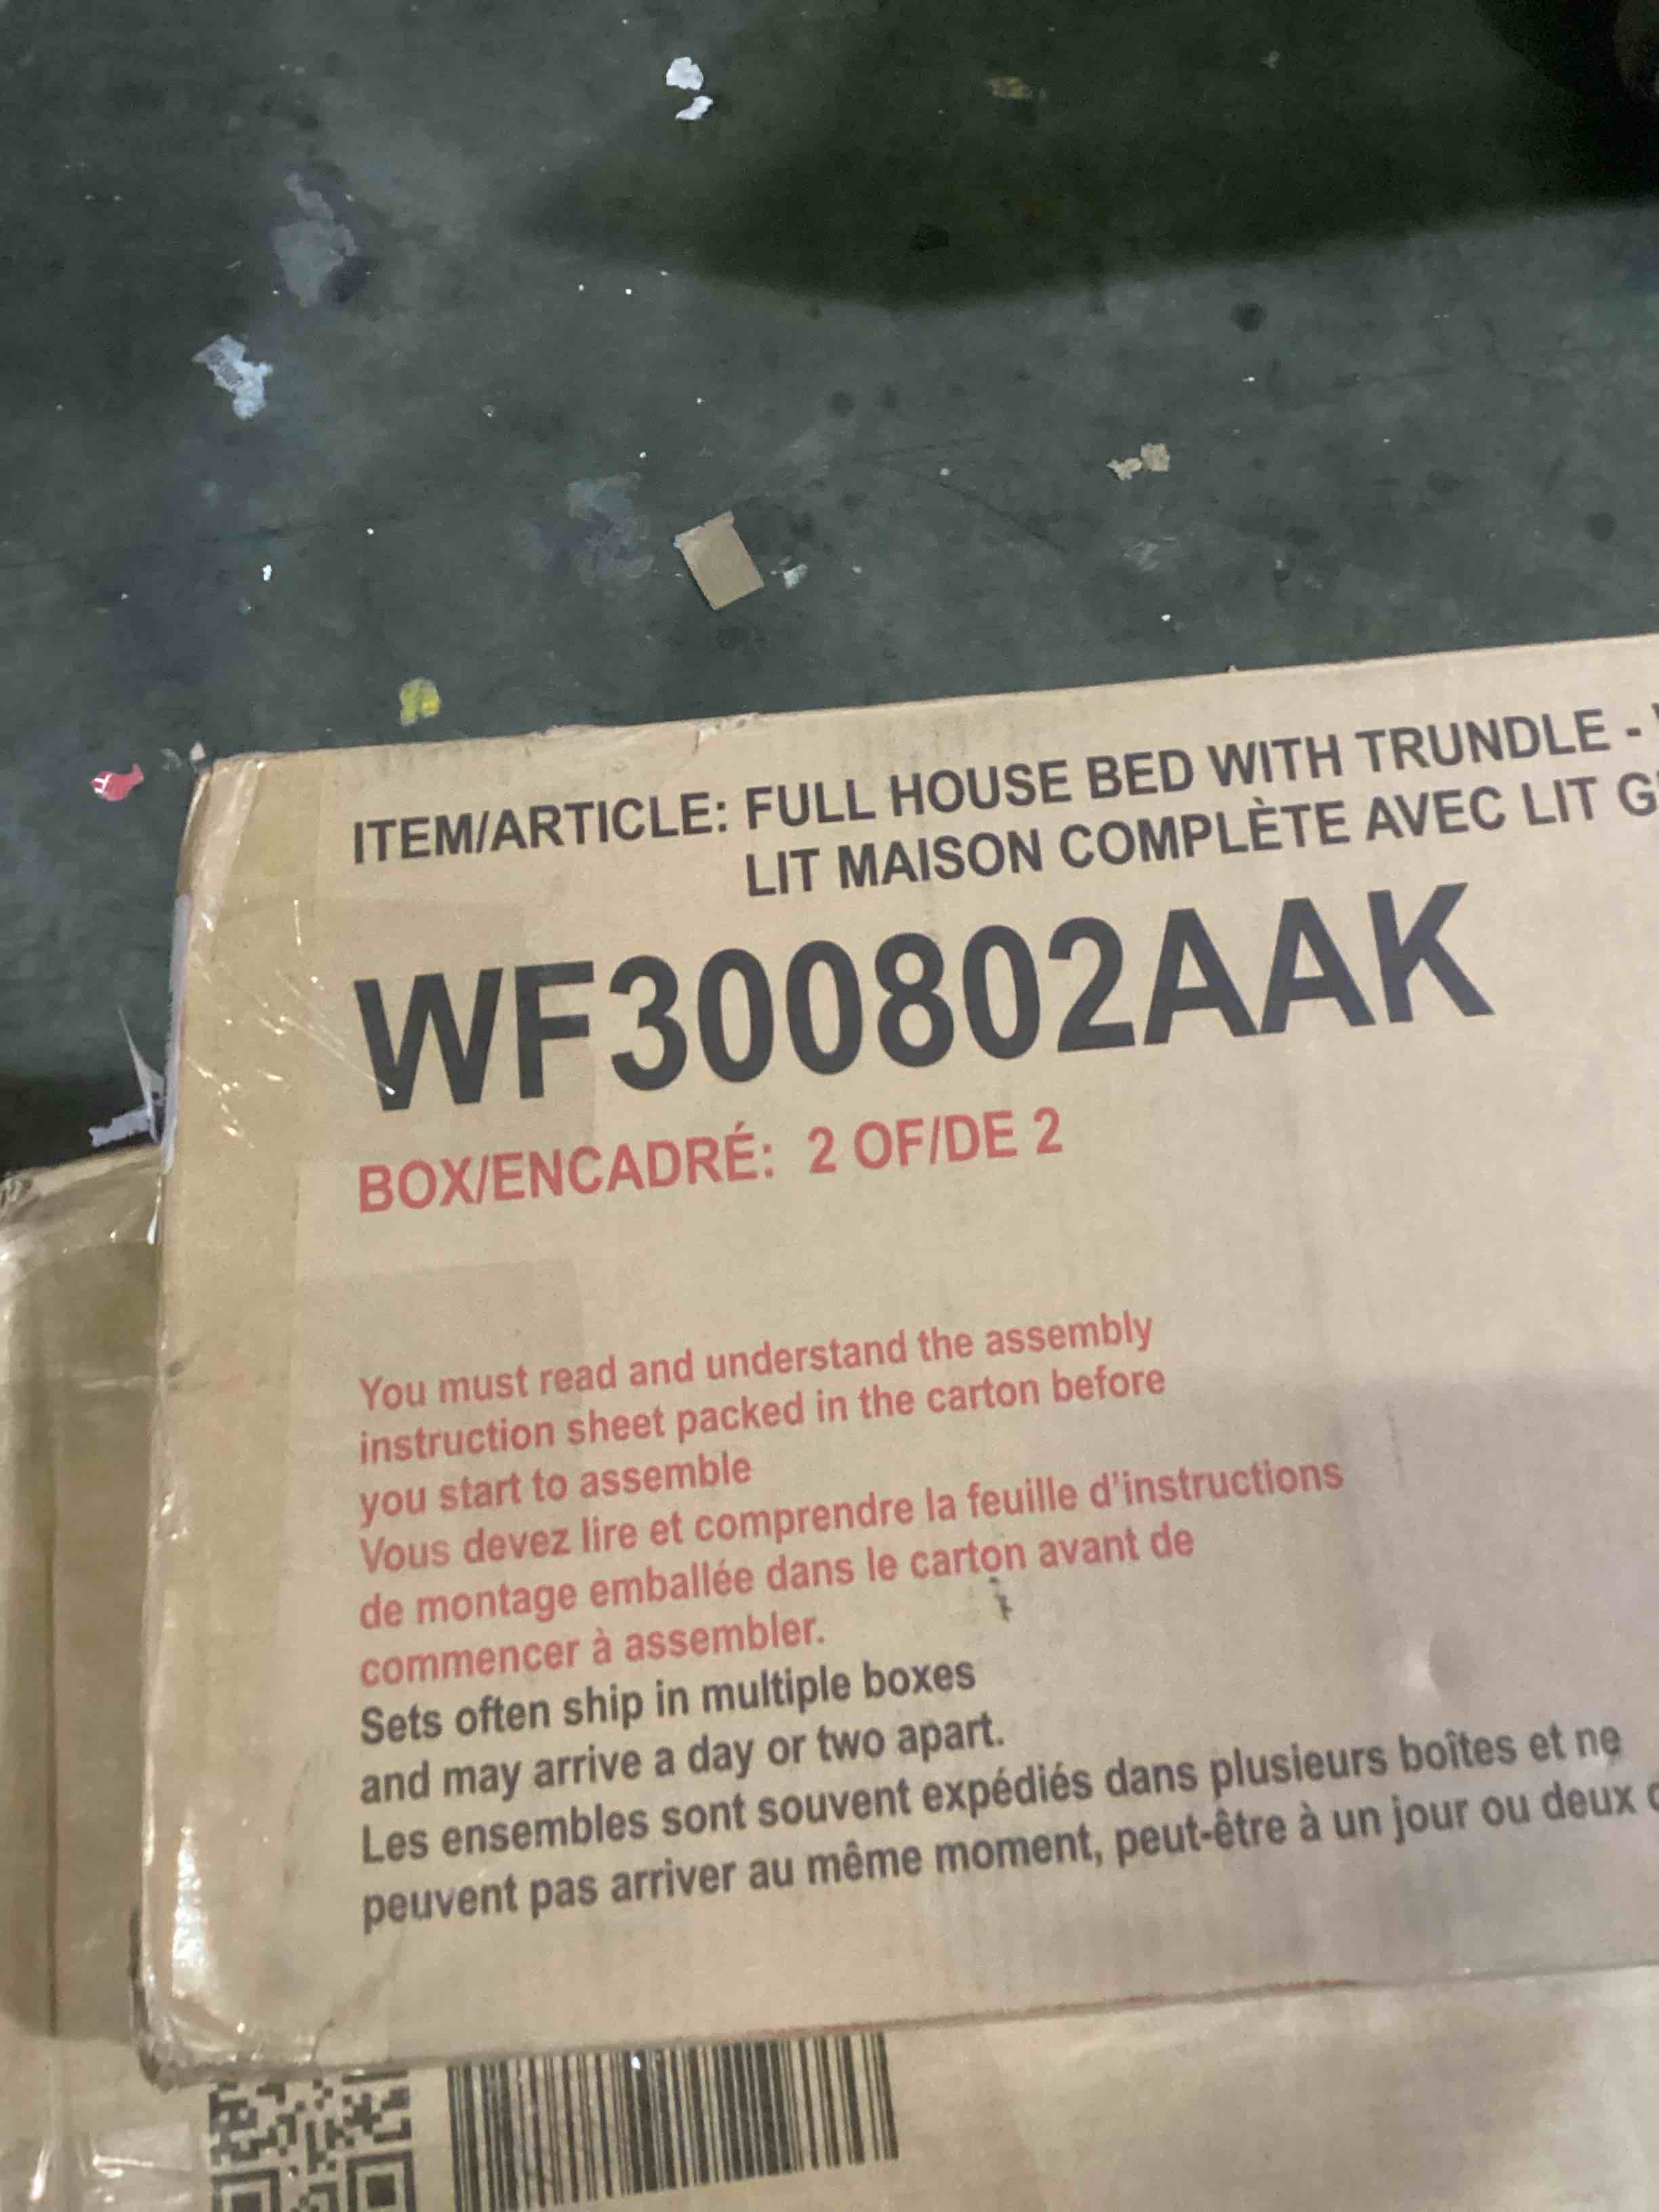 ITEM/ARTICLE: FULL HOUSE BED WITH TRUNDLE -
LIT MAISON COMPLÈTE AVEC LIT
WF300802AAK
BOX/ENCADRÉ: 2 OF/DE 2
You must read and understand the assembly
instruction sheet packed in the carton before
you start to assemble
Vous devez lire et comprendre la feuille d'instructions
de montage emballée dans le carton avant de
commencer à assembler.
Sets often ship in multiple boxes
and may arrive a day or two apart.
Les ensembles sont souvent expédiés dans plusieurs boîtes et ne
peuvent pas arriver au même moment, peut-être à un jour ou deux